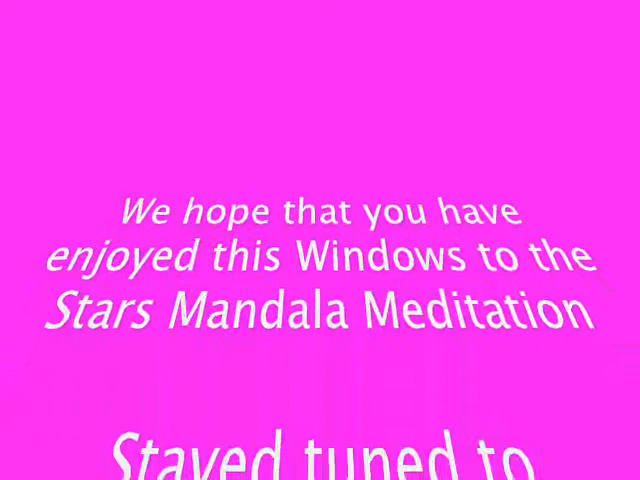 We hope that you have
enjoyed this Windows to the
Stars Mandala Meditation
Stayed tuned to